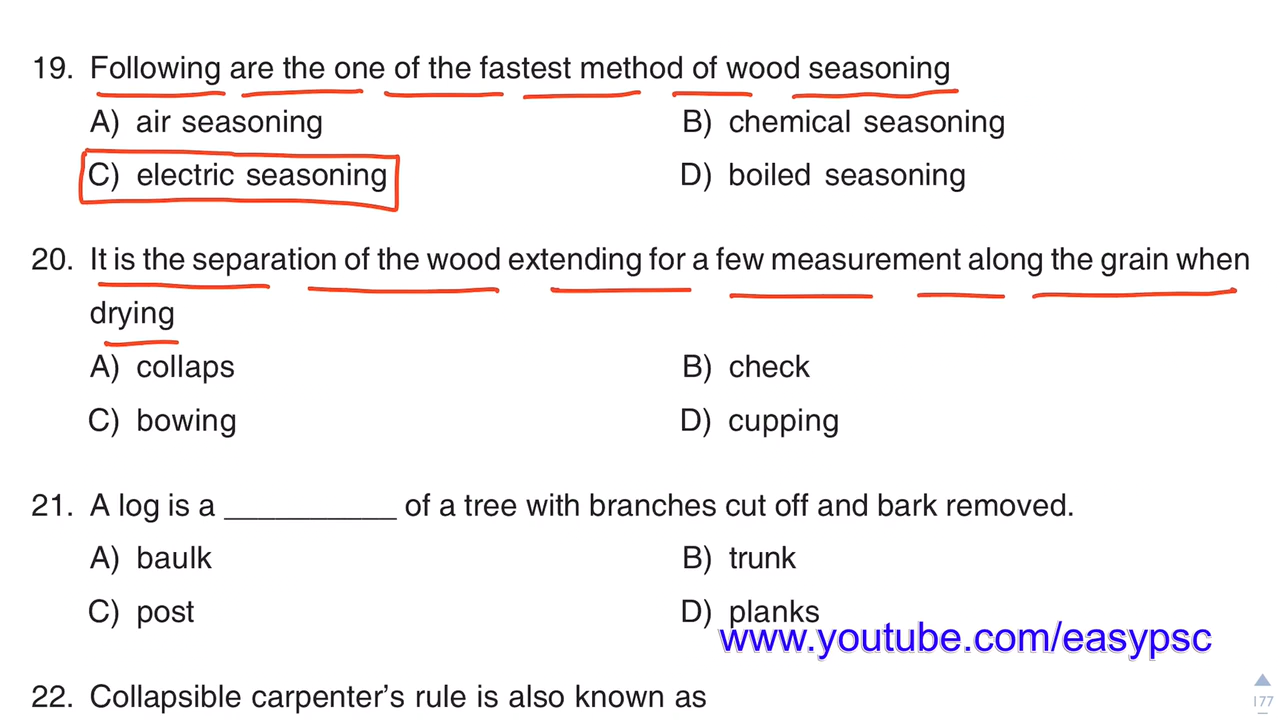 19. Following are the one of the fastest method of wood seasoning
A) air seasoning B) chemical seasoning
C) electric seasoning D) boiled seasoning
20. It is the separation of the wood extending for a few measurement along the grain when
drying
A) collaps B) check
C) bowing D) cupping
21. A log is a __________ of a tree with branches cut off and bark removed.
A) baulk B) trunk
C) post D) planks
www.youtube.com/easypsc
22. Collapsible carpenter's rule is also known as
177